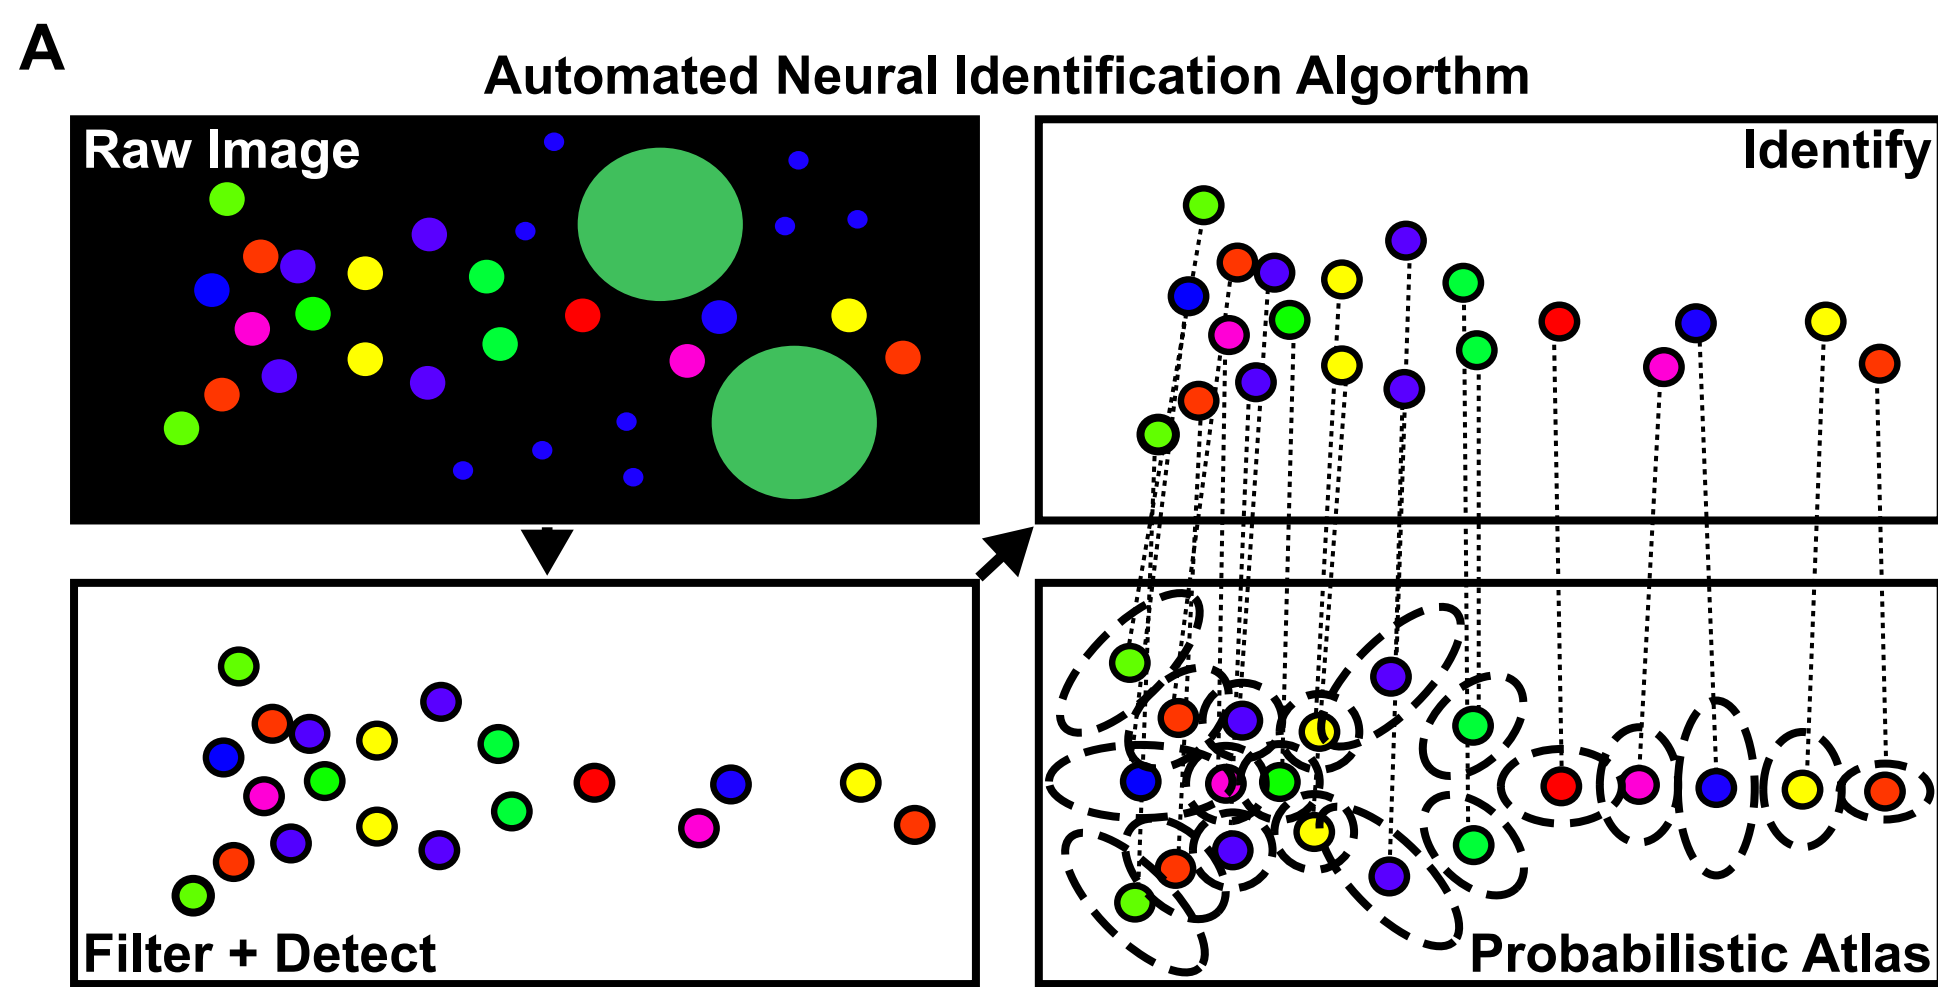 A
Automated Neural Identification Algorthm
Raw Image
Identify
Filter + Detect
Probabilistic Atlas